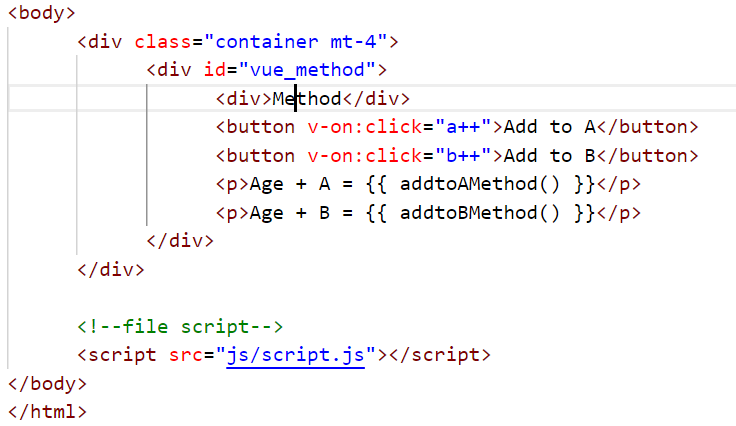 <body>
<div class="container mt-4">
<div id="vue_method">
<div>Method</div>
<button v-on:click="a++">Add to A</button>
<button v-on:click="b++">Add to B</button>
<p>Age + A = {{ addtoAMethod() }}</p>
<p>Age + B = {{ addtoBMethod() }}</p>
</div>
</div>
<!--file script-->
<script src="js/script.js"></script>
</body>
</html>